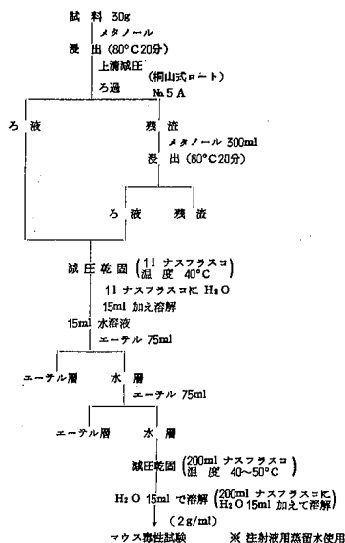 試料 30g
メタノール
浸出 (80°C 20分)
上清減圧
ろ過
(桐山式ロート)
№5A
ろ液
残渣
メタノール 300ml
浸出 (80°C 20分)
ろ液 残渣
減圧乾固 (1l ナスフラスコ
温度 40°C)
1l ナスフラスコに H₂O
15ml 加え溶解
15ml 水溶液
エーテル 75ml
エーテル層 水層
エーテル 75ml
エーテル層 水層
減圧乾固 (200ml ナスフラスコ
温度 40〜50°C)
H₂O 15ml で溶解 (200ml ナスフラスコに
H₂O 15ml 加えて溶解)
(2g/ml)
マウス毒性試験 ※ 注射液用蒸留水使用